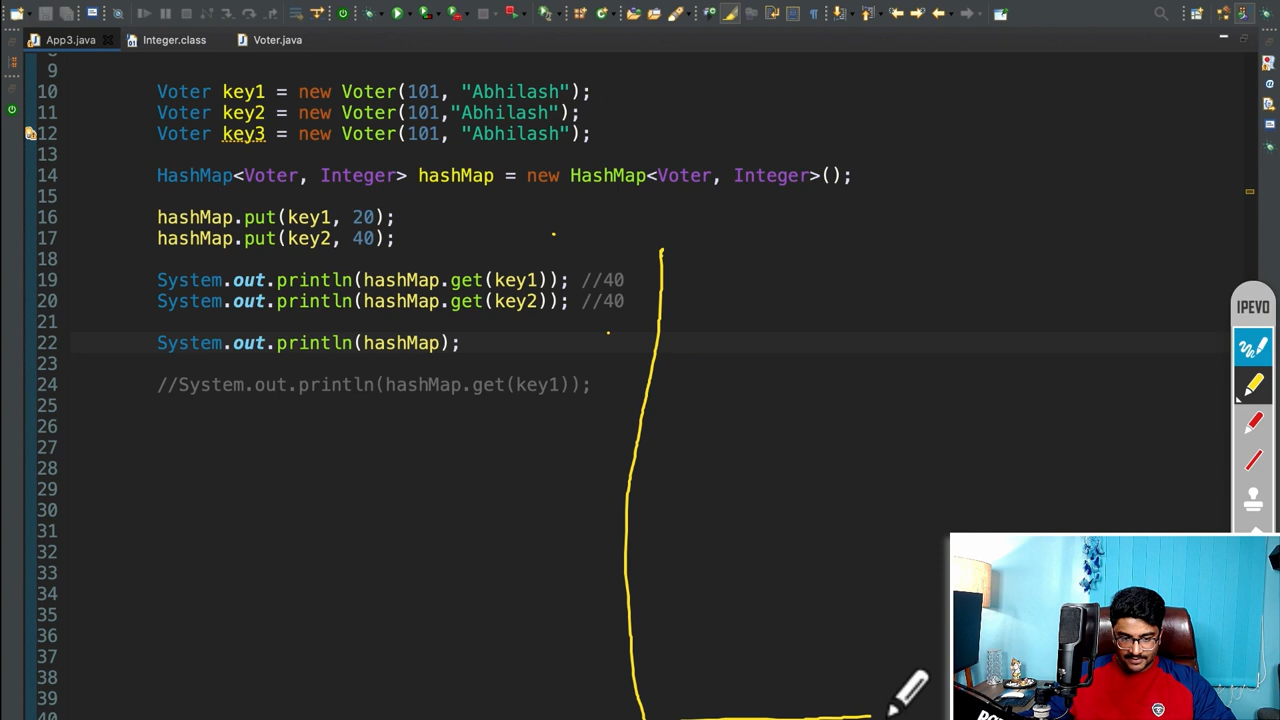 App3.java
Integer.class
Voter.java
9
10 Voter key1 = new Voter(101, "Abhilash");
11 Voter key2 = new Voter(101,"Abhilash");
12 Voter key3 = new Voter(101, "Abhilash");
13
14 HashMap<Voter, Integer> hashMap = new HashMap<Voter, Integer>();
15
16 hashMap.put(key1, 20);
17 hashMap.put(key2, 40);
18
19 System.out.println(hashMap.get(key1)); //40
20 System.out.println(hashMap.get(key2)); //40
21
22 System.out.println(hashMap);
23
24 //System.out.println(hashMap.get(key1));
25
26
27
28
29
30
31
32
33
34
35
36
37
38
39
IPEVO